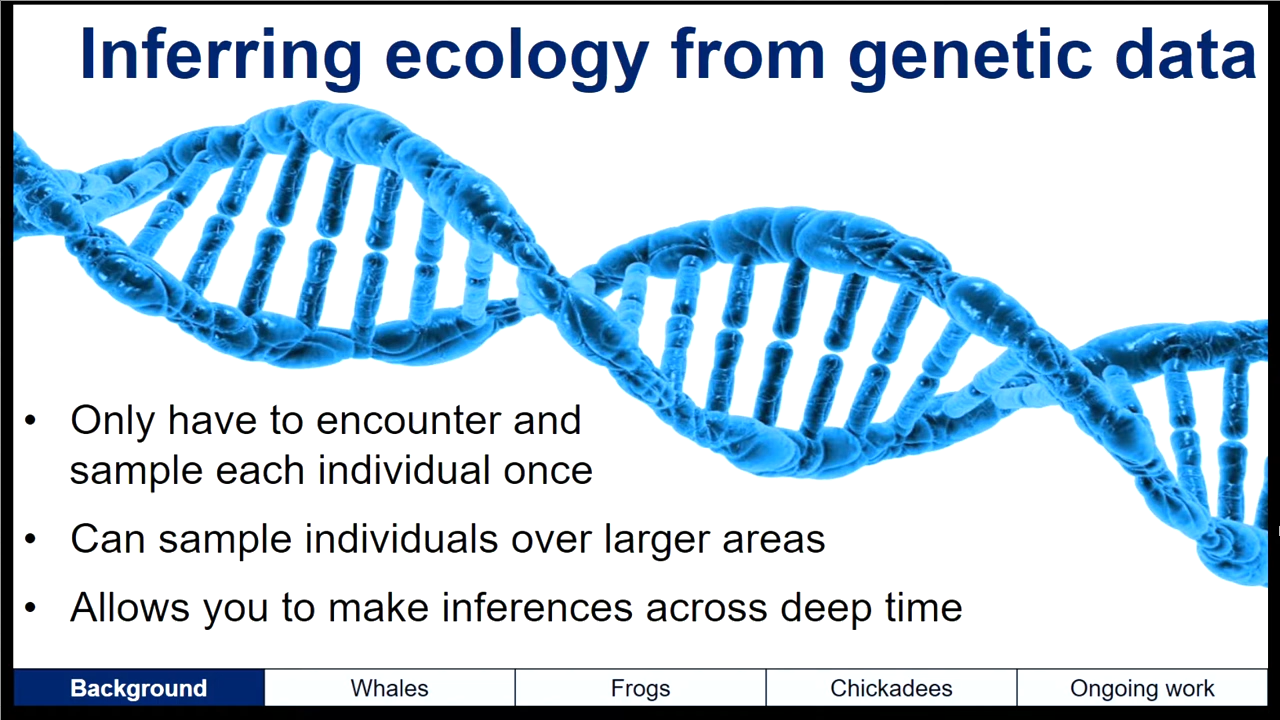 Inferring ecology from genetic data
• Only have to encounter and
sample each individual once
• Can sample individuals over larger areas
• Allows you to make inferences across deep time
Background Whales Frogs Chickadees Ongoing work